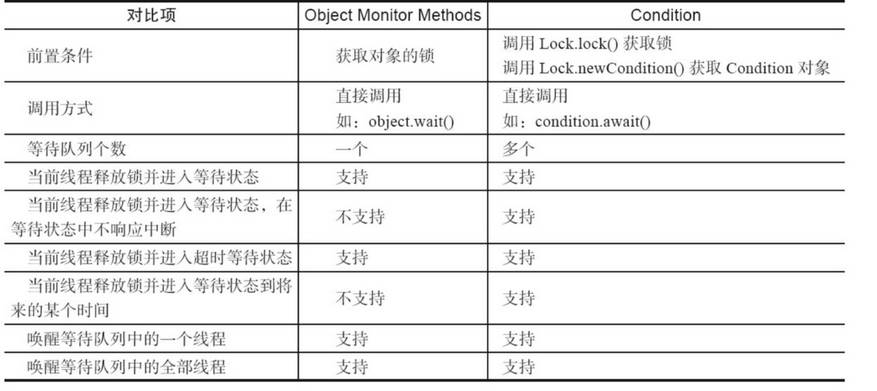 对比项 Object Monitor Methods Condition
前置条件 获取对象的锁 调用 Lock.lock() 获取锁
调用 Lock.newCondition() 获取 Condition 对象
调用方式 直接调用 直接调用
如：object.wait() 如：condition.await()
等待队列个数 一个 多个
当前线程释放锁并进入等待状态 支持 支持
当前线程释放锁并进入等待状态，在
等待状态中不响应中断 不支持 支持
当前线程释放锁并进入超时等待状态 支持 支持
当前线程释放锁并进入等待状态到将
来的某个时间 不支持 支持
唤醒等待队列中的一个线程 支持 支持
唤醒等待队列中的全部线程 支持 支持